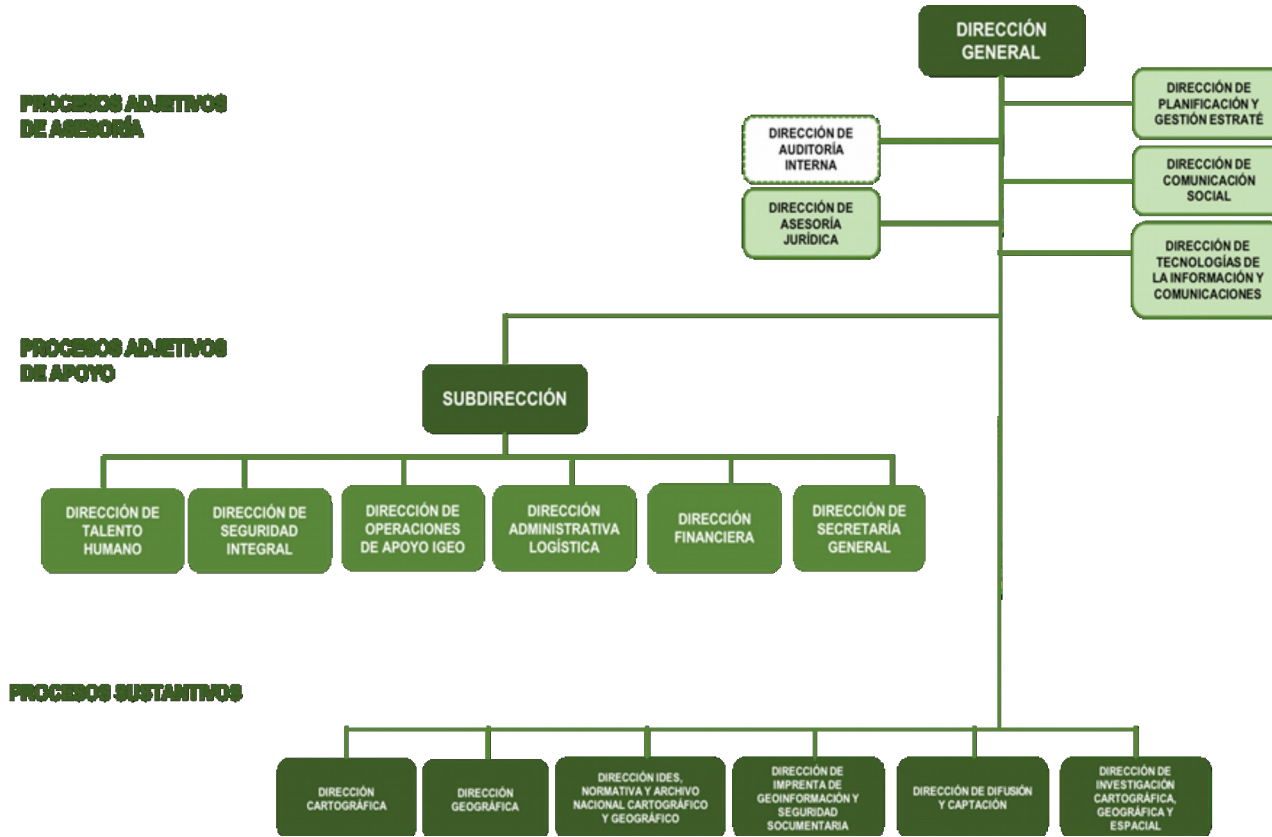 DIRECCIÓN
GENERAL
PROCESOS ADJETIVOS
DE ASESORÍA
DIRECCIÓN DE
PLANIFICACIÓN Y
GESTIÓN ESTRATÉ
DIRECCIÓN DE
AUDITORÍA
INTERNA
DIRECCIÓN DE
COMUNICACIÓN
SOCIAL
DIRECCIÓN DE
ASESORÍA
JURÍDICA
DIRECCIÓN DE
TECNOLOGÍAS DE
LA INFORMACIÓN Y
COMUNICACIONES
PROCESOS ADJETIVOS
DE APOYO
SUBDIRECCIÓN
DIRECCIÓN DE
TALENTO
HUMANO
DIRECCIÓN DE
SEGURIDAD
INTEGRAL
DIRECCIÓN DE
OPERACIONES
DE APOYO IGEO
DIRECCIÓN
ADMINISTRATIVA
LOGÍSTICA
DIRECCIÓN
FINANCIERA
DIRECCIÓN DE
SECRETARÍA
GENERAL
PROCESOS SUSTANTIVOS
DIRECCIÓN
CARTOGRÁFICA
DIRECCIÓN
GEOGRÁFICA
DIRECCIÓN IDES,
NORMATIVA Y ARCHIVO
NACIONAL CARTOGRÁFICO
Y GEOGRÁFICO
DIRECCIÓN DE
IMPRENTA DE
GEOINFORMACIÓN Y
SEGURIDAD
SOCUMENTARIA
DIRECCIÓN DE DIFUSIÓN
Y CAPTACIÓN
DIRECCIÓN DE
INVESTIGACIÓN
CARTOGRÁFICA,
GEOGRÁFICA Y
ESPACIAL